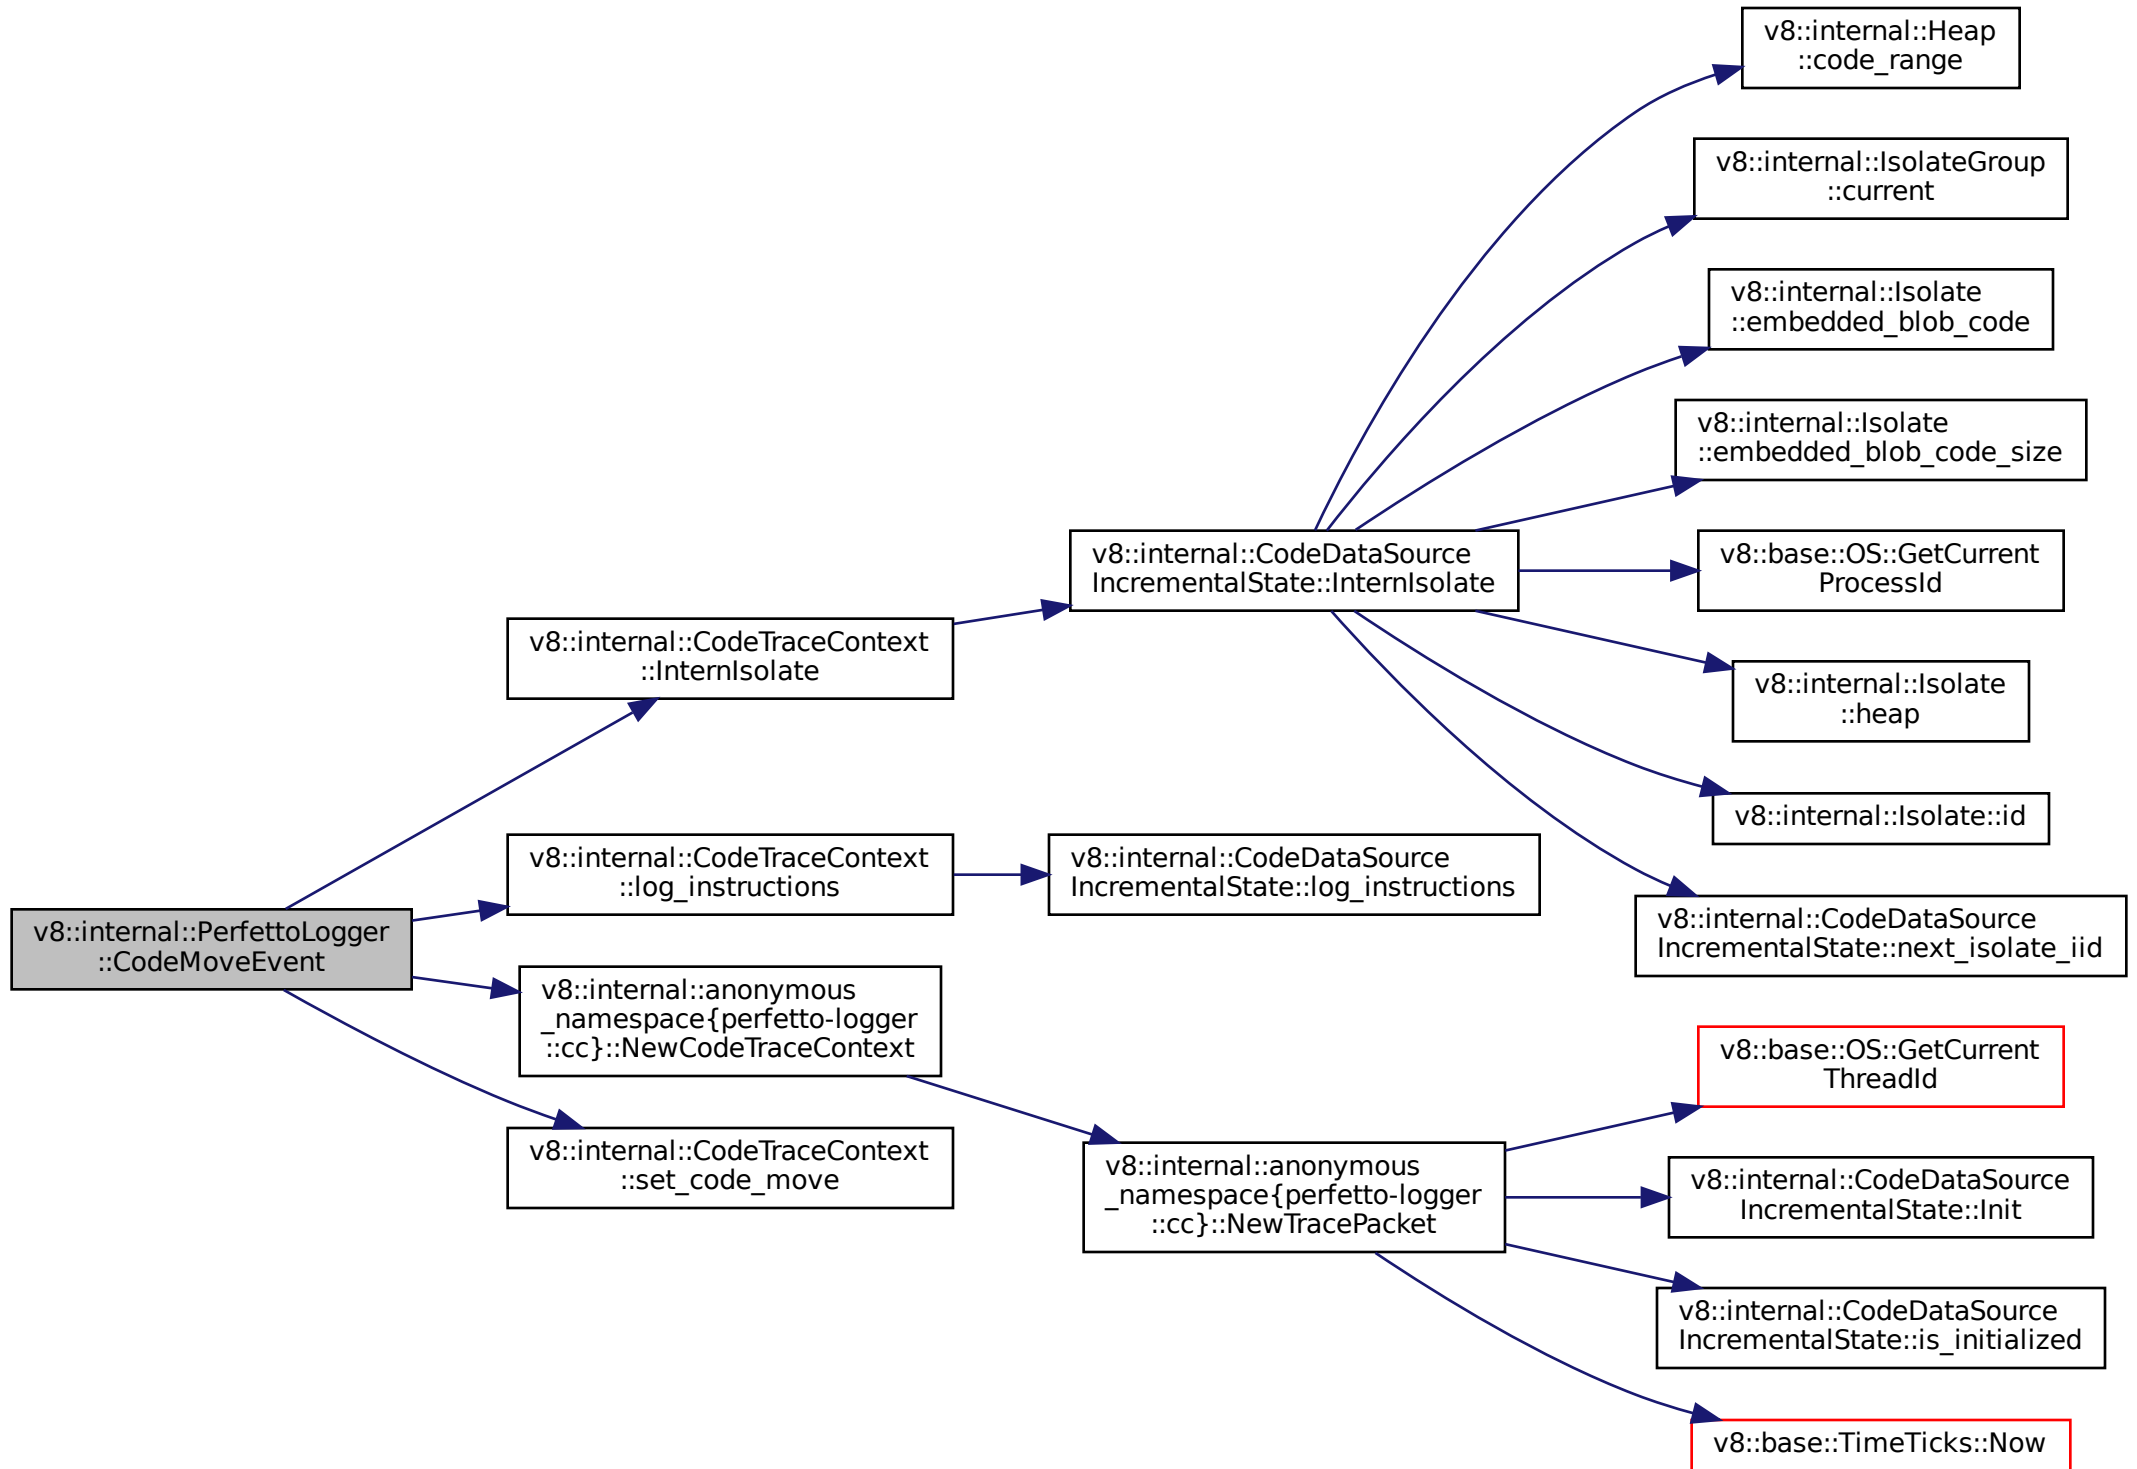 v8::internal::Heap
::code_range
v8::internal::IsolateGroup
::current
v8::internal::Isolate
::embedded_blob_code
v8::internal::Isolate
::embedded_blob_code_size
v8::internal::CodeDataSource
IncrementalState::InternIsolate
v8::base::OS::GetCurrent
ProcessId
v8::internal::CodeTraceContext
::InternIsolate
v8::internal::Isolate
::heap
v8::internal::Isolate::id
v8::internal::CodeTraceContext
::log_instructions
v8::internal::CodeDataSource
IncrementalState::log_instructions
v8::internal::PerfettoLogger
::CodeMoveEvent
v8::internal::CodeDataSource
IncrementalState::next_isolate_iid
v8::internal::anonymous
_namespace{perfetto-logger
::cc}::NewCodeTraceContext
v8::base::OS::GetCurrent
ThreadId
v8::internal::CodeTraceContext
::set_code_move
v8::internal::anonymous
_namespace{perfetto-logger
::cc}::NewTracePacket
v8::internal::CodeDataSource
IncrementalState::Init
v8::internal::CodeDataSource
IncrementalState::is_initialized
v8::base::TimeTicks::Now